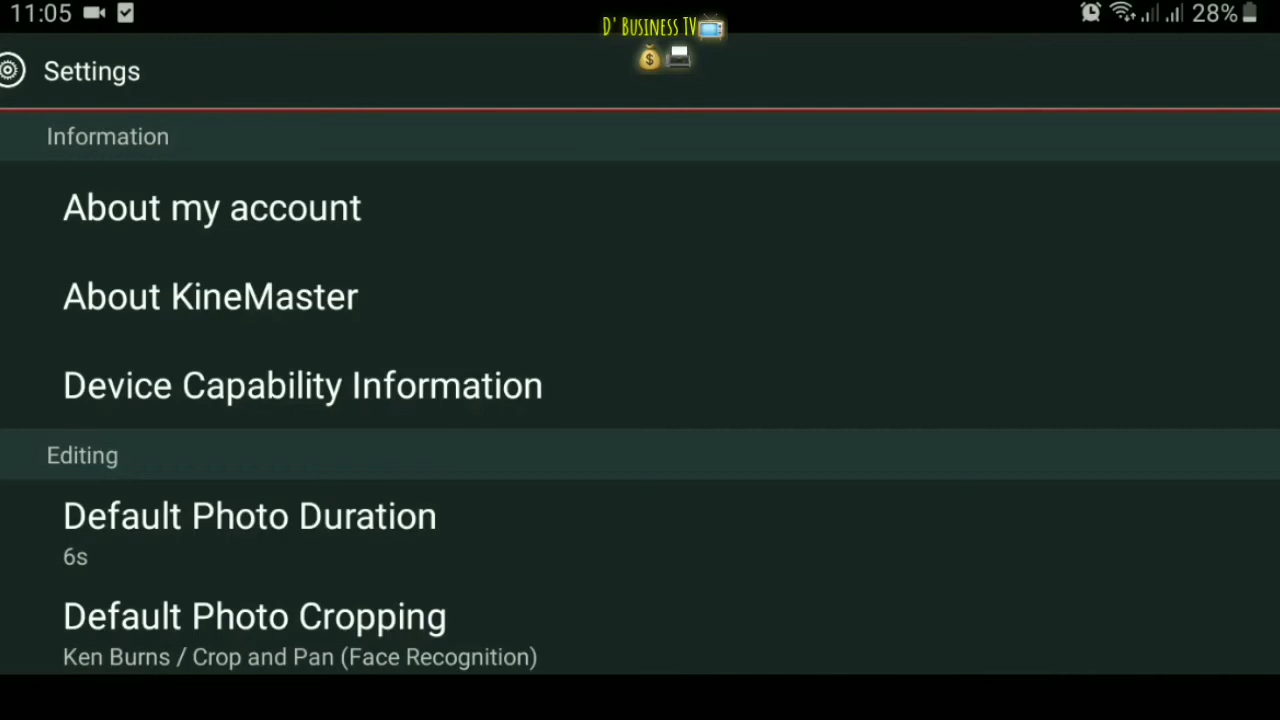 11:05
28%
D' Business TV
Settings
Information
About my account
About KineMaster
Device Capability Information
Editing
Default Photo Duration
6s
Default Photo Cropping
Ken Burns / Crop and Pan (Face Recognition)